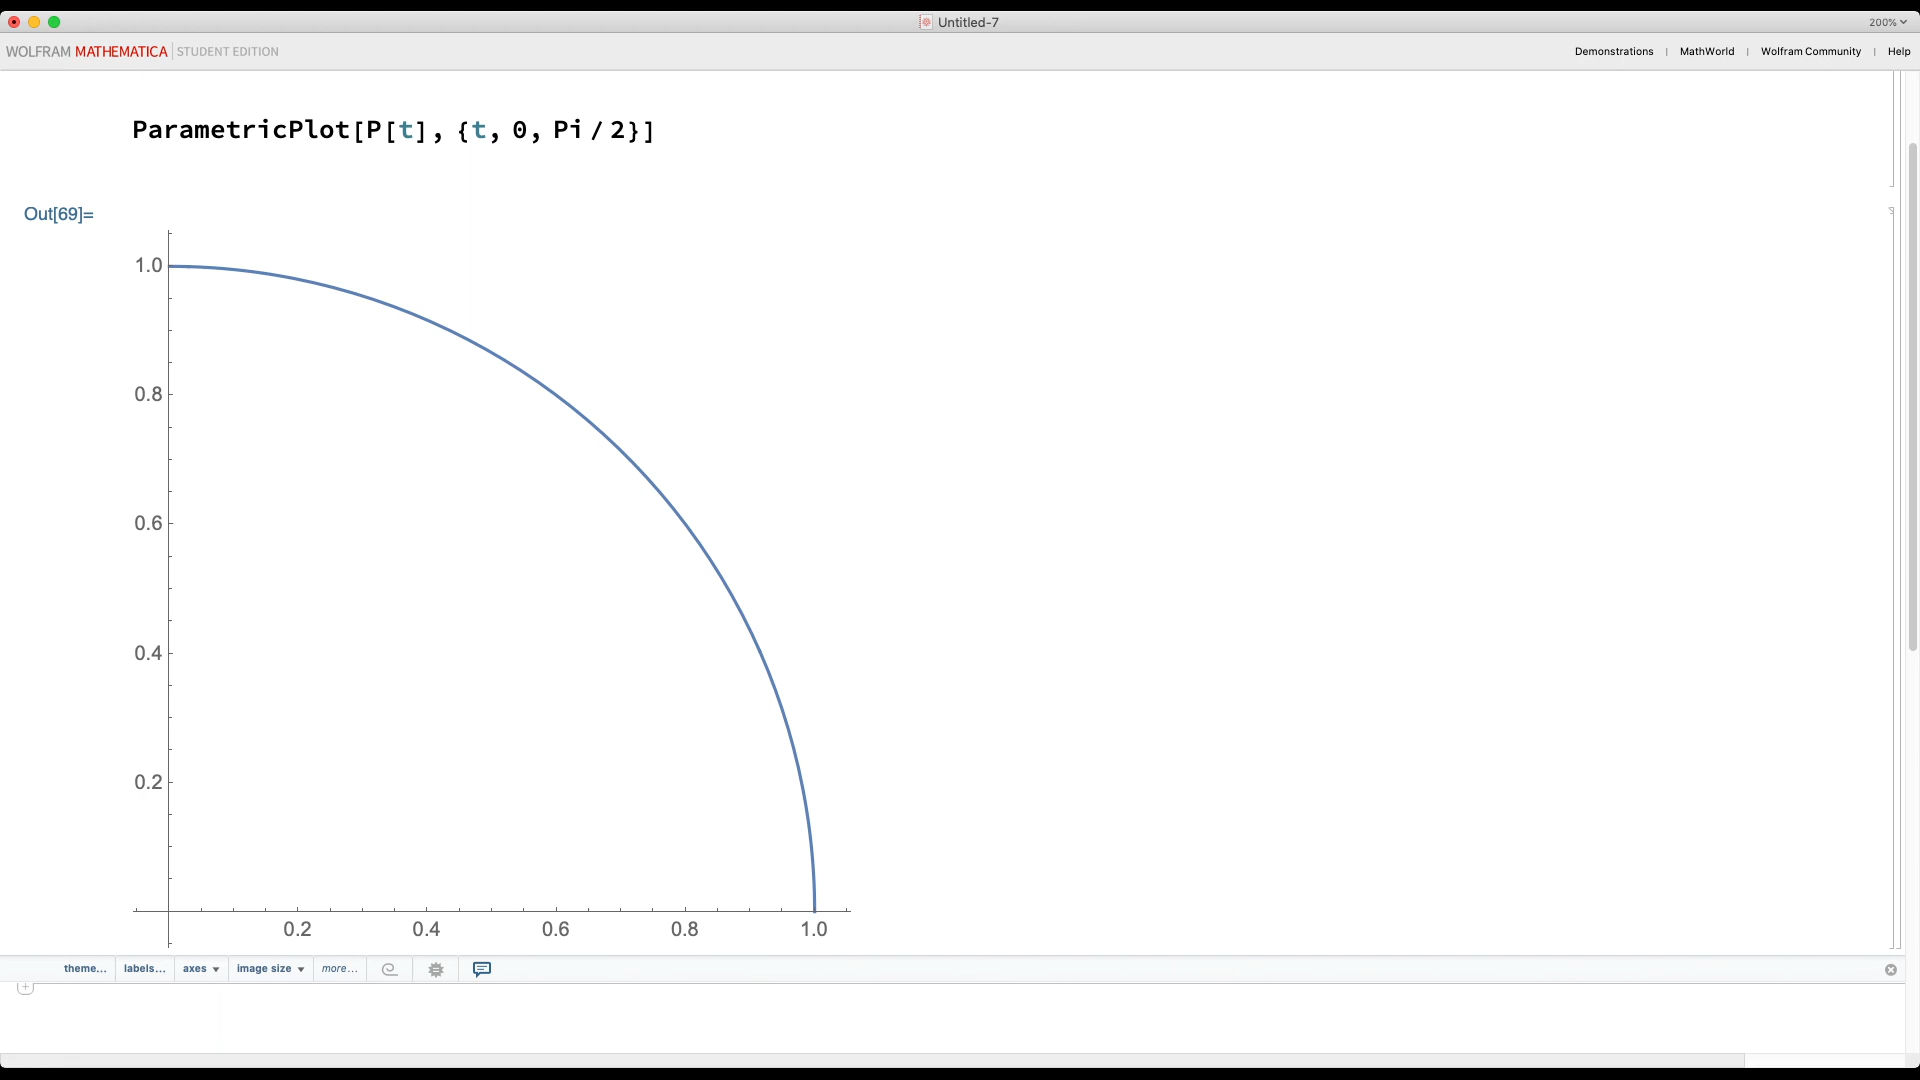 Untitled-7
200%
WOLFRAM MATHEMATICA STUDENT EDITION
Demonstrations | MathWorld | Wolfram Community | Help
ParametricPlot[P[t], {t, 0, Pi / 2}]
Out[69]=
1.0
0.8
0.6
0.4
0.2
0.2 0.4 0.6 0.8 1.0
theme... labels... axes image size more...